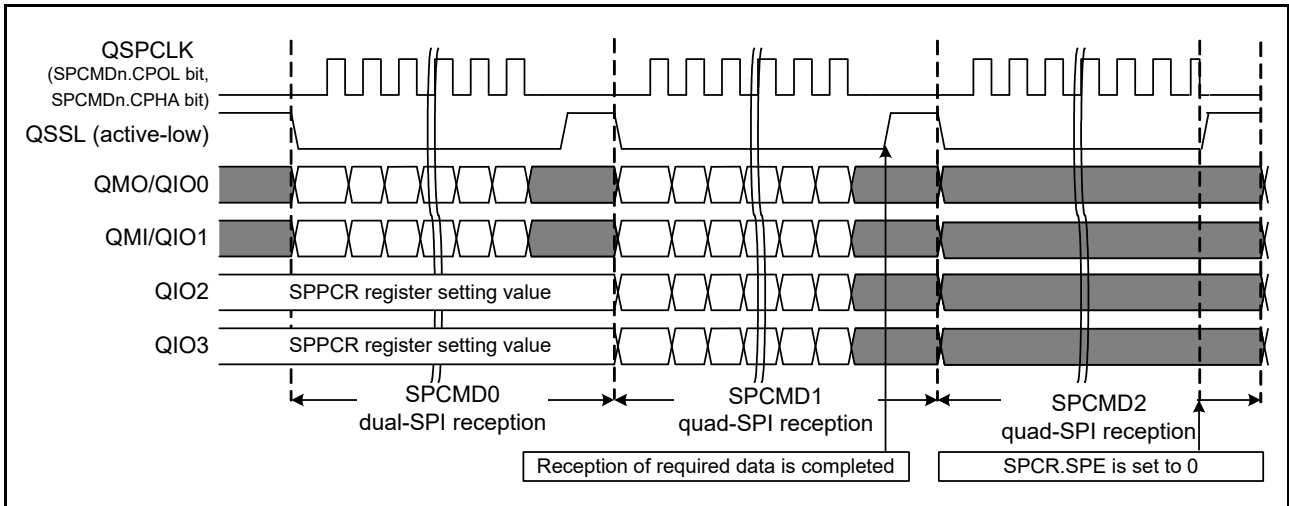 QSPCLK
(SPCMDn.CPOL bit,
SPCMDn.CPHA bit)
QSSL (active-low)
QMO/QIO0
QMI/QIO1
QIO2
SPPCR register setting value
QIO3
SPPCR register setting value
SPCMD0
dual-SPI reception
SPCMD1
quad-SPI reception
SPCMD2
quad-SPI reception
Reception of required data is completed
SPCR.SPE is set to 0